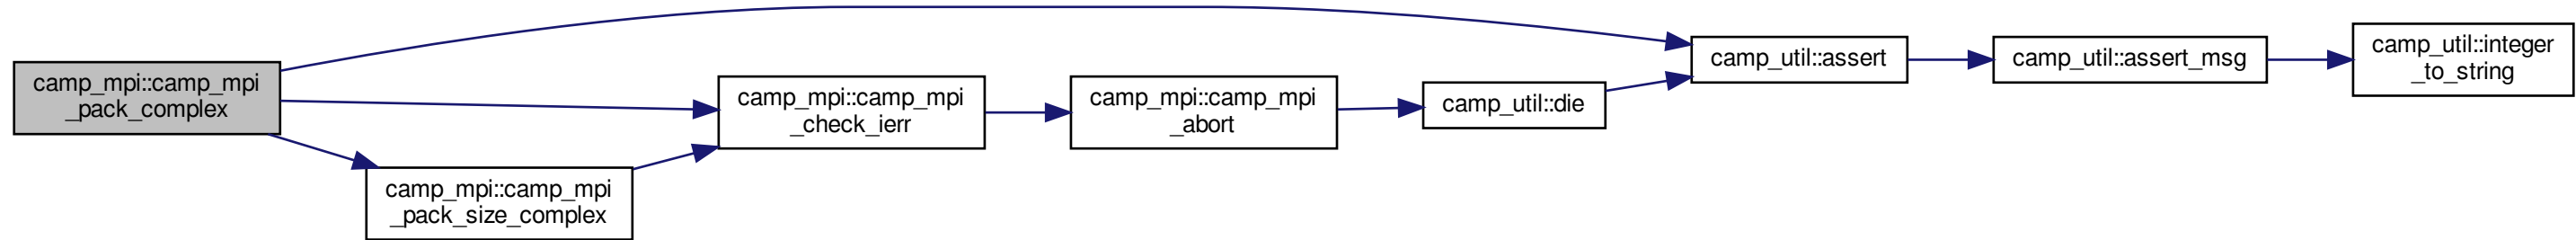 camp_mpi::camp_mpi
_pack_complex
camp_mpi::camp_mpi
_pack_size_complex
camp_mpi::camp_mpi
_check_ierr
camp_mpi::camp_mpi
_abort
camp_util::die
camp_util::assert
camp_util::assert_msg
camp_util::integer
_to_string